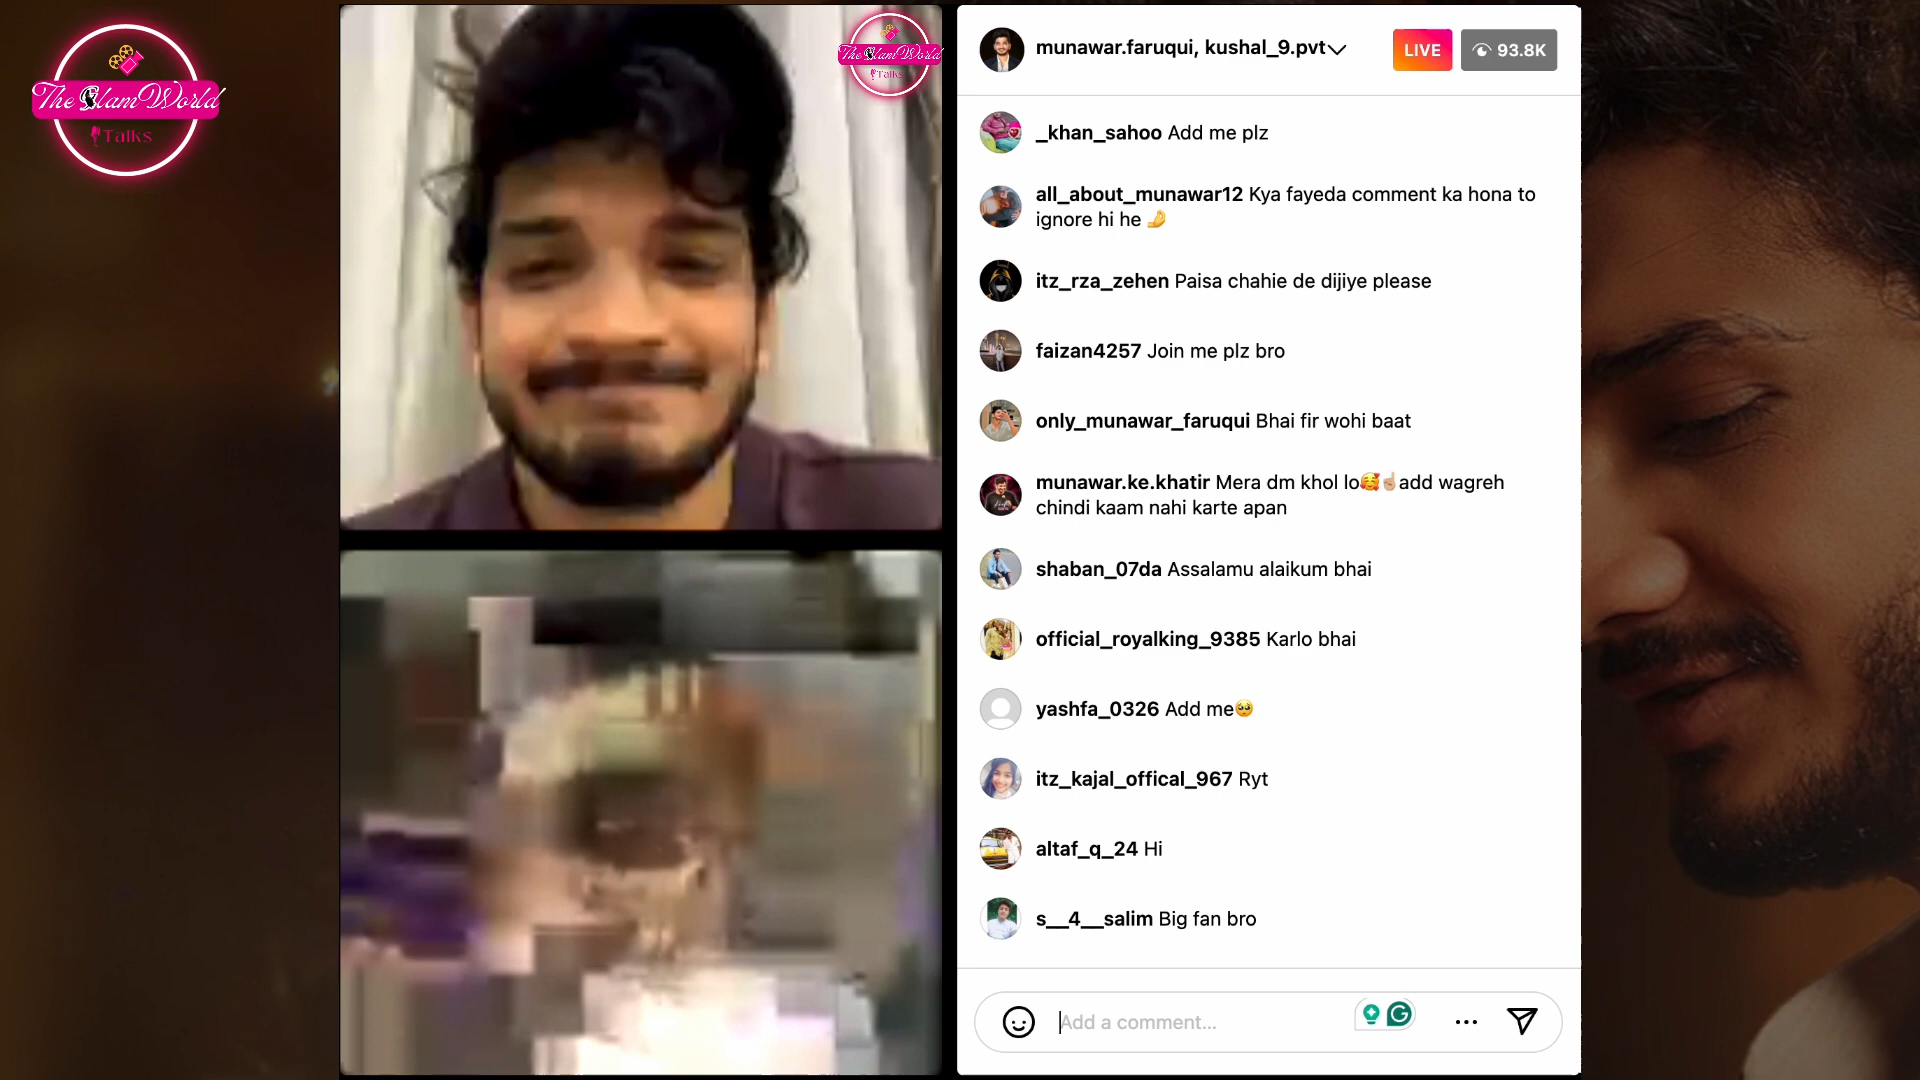 The Glam World
Talks
The Glam World
Talks
munawar.faruqui, kushal_9.pvt
LIVE
93.8K
_khan_sahoo Add me plz
all_about_munawar12 Kya fayeda comment ka hona to
ignore hi he 🤌
itz_rza_zehen Paisa chahie de dijiye please
faizan4257 Join me plz bro
only_munawar_faruqui Bhai fir wohi baat
munawar.ke.khatir Mera dm khol lo🥰☝🏼add wagreh
chindi kaam nahi karte apan
shaban_07da Assalamu alaikum bhai
official_royalking_9385 Karlo bhai
yashfa_0326 Add me🥺
itz_kajal_offical_967 Ryt
altaf_q_24 Hi
s__4__salim Big fan bro
Add a comment...